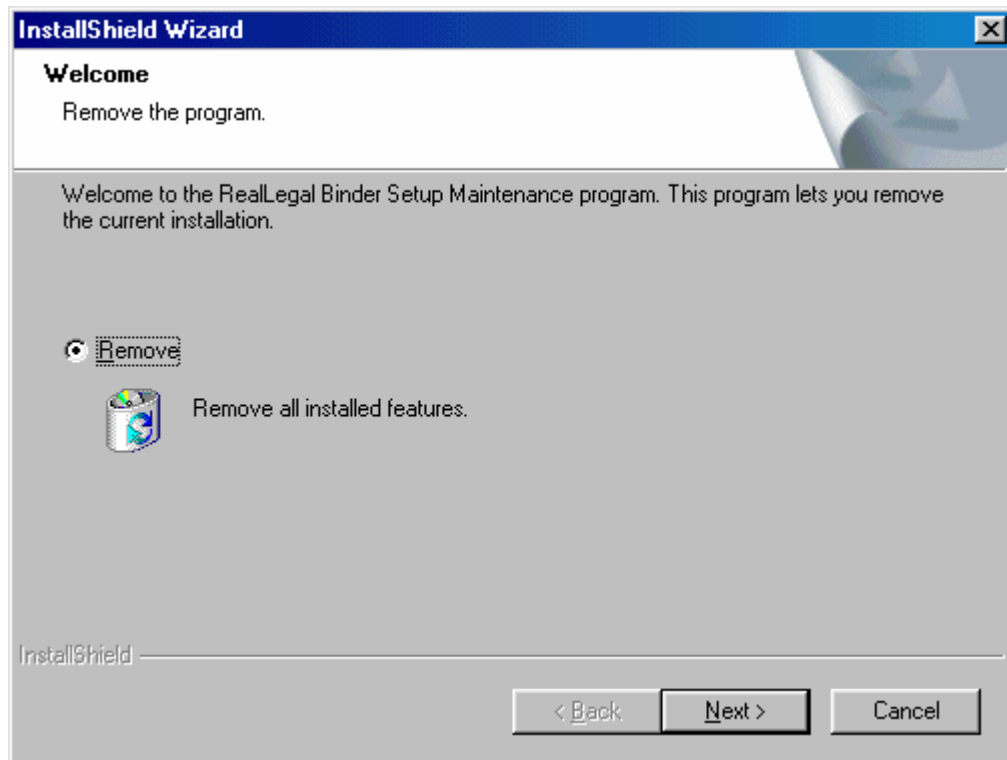 InstallShield Wizard
Welcome
Remove the program.
Welcome to the RealLegal Binder Setup Maintenance program. This program lets you remove
the current installation.
Remove
Remove all installed features.
InstallShield
< Back
Next >
Cancel